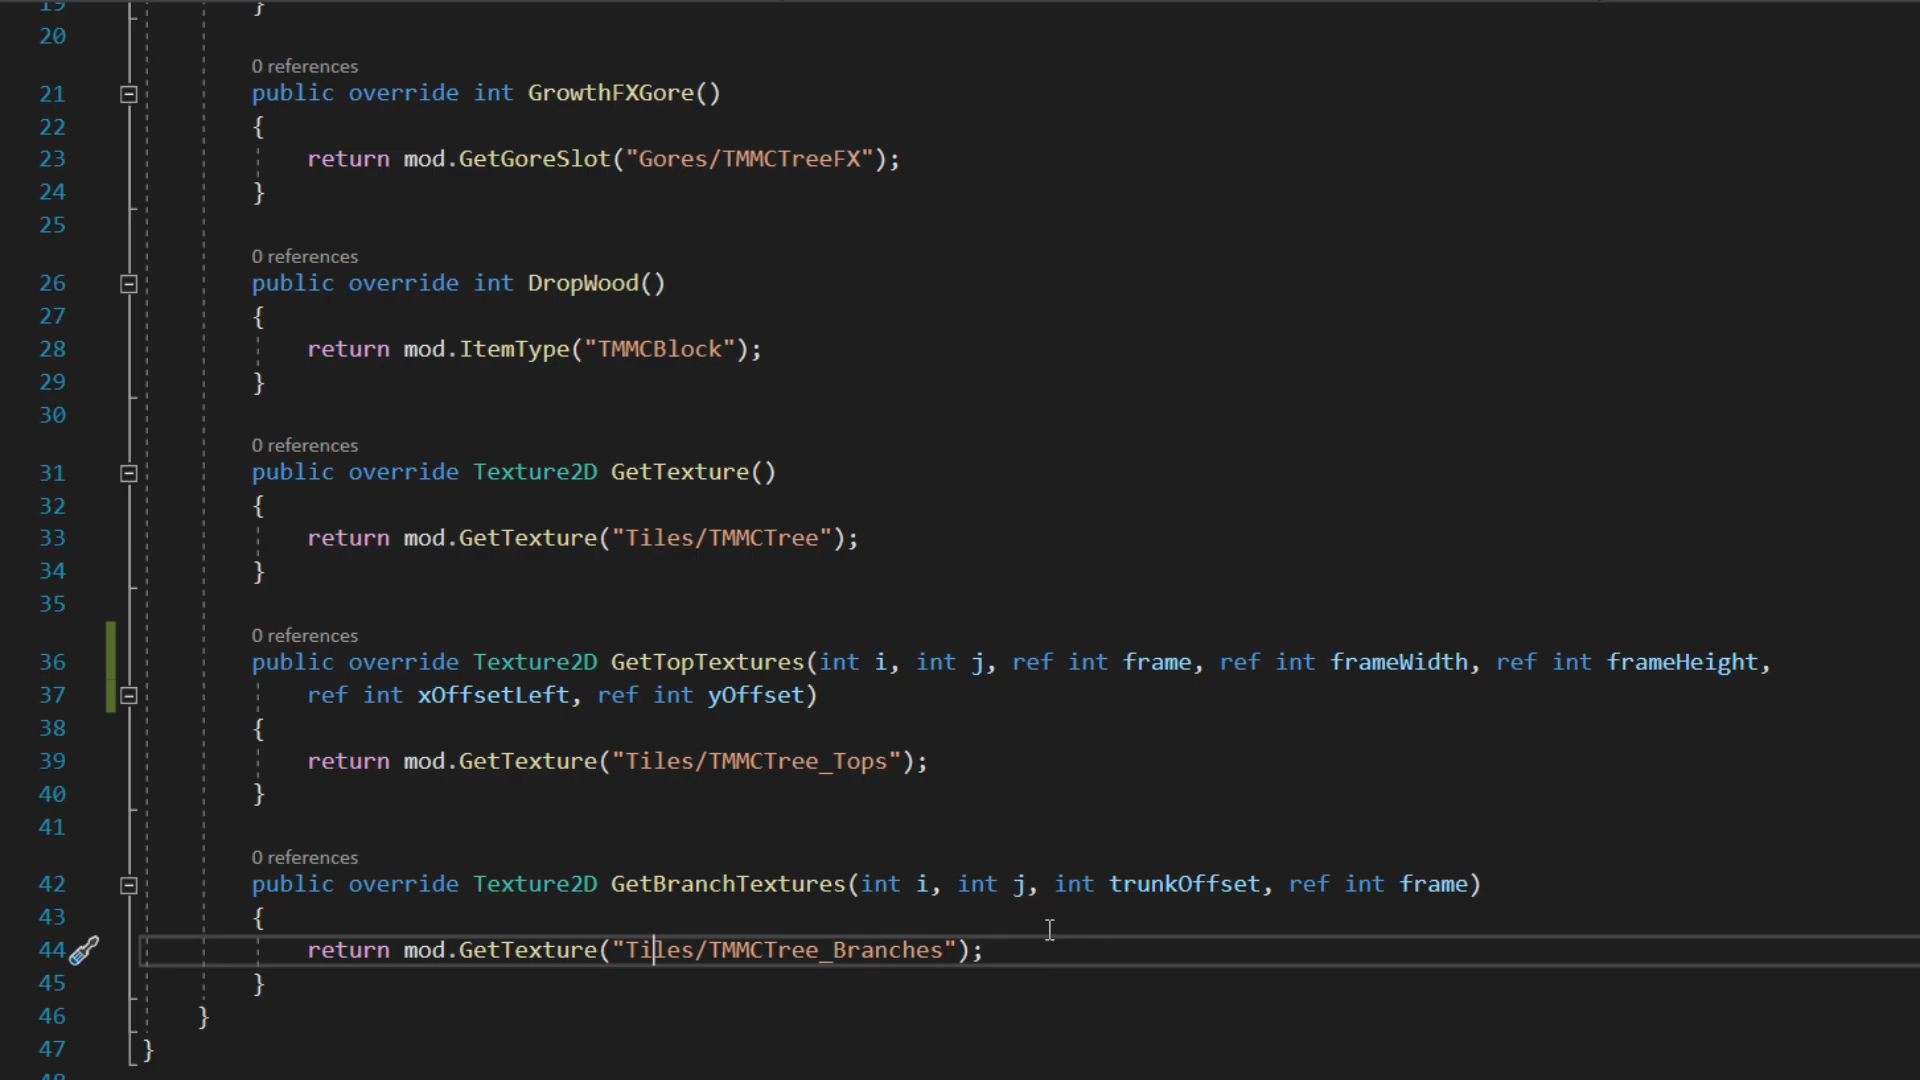 19 }
20
0 references
21 public override int GrowthFXGore()
22 {
23 return mod.GetGoreSlot("Gores/TMMCTreeFX");
24 }
25
0 references
26 public override int DropWood()
27 {
28 return mod.ItemType("TMMCBlock");
29 }
30
0 references
31 public override Texture2D GetTexture()
32 {
33 return mod.GetTexture("Tiles/TMMCTree");
34 }
35
0 references
36 public override Texture2D GetTopTextures(int i, int j, ref int frame, ref int frameWidth, ref int frameHeight,
37 ref int xOffsetLeft, ref int yOffset)
38 {
39 return mod.GetTexture("Tiles/TMMCTree_Tops");
40 }
41
0 references
42 public override Texture2D GetBranchTextures(int i, int j, int trunkOffset, ref int frame)
43 {
44 return mod.GetTexture("Tiles/TMMCTree_Branches");
45 }
46 }
47 }
48